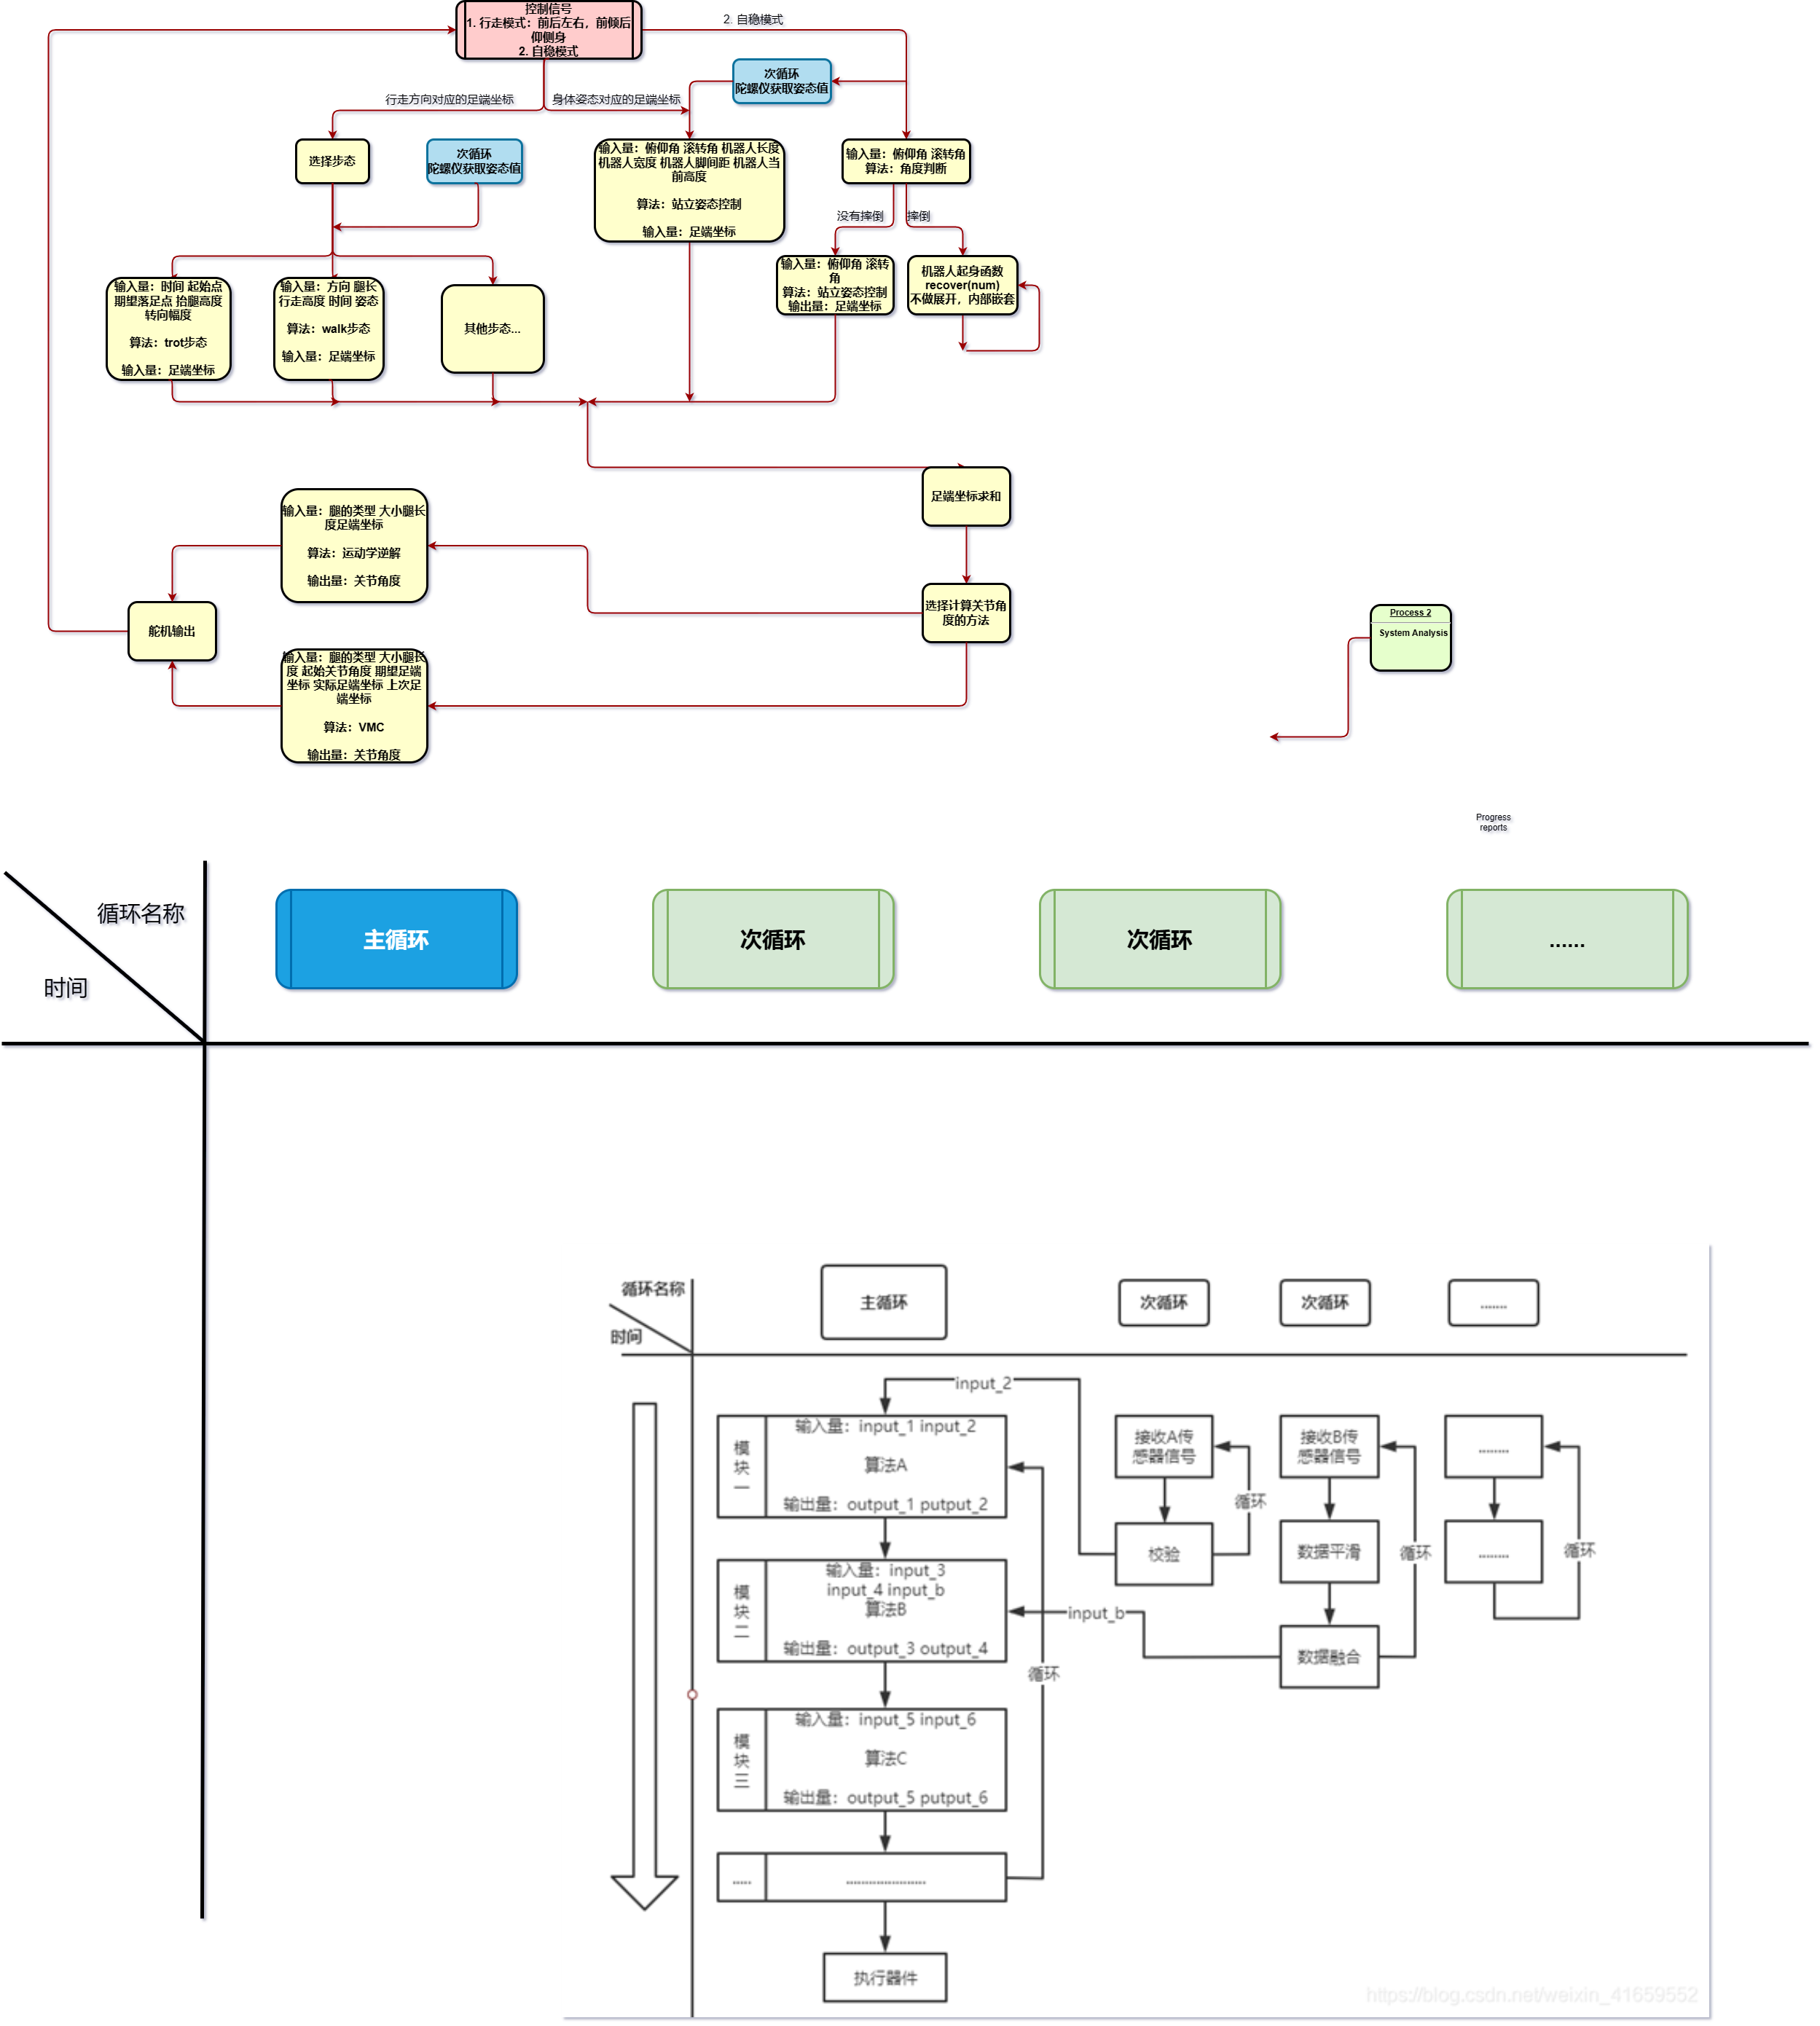 控制信号
1. 行走模式：前后左右，前倾后
仰侧身
2. 自稳模式
2. 自稳模式
次循环
陀螺仪获取姿态值
行走方向对应的足端坐标
身体姿态对应的足端坐标
选择步态
次循环
陀螺仪获取姿态值
输入量：俯仰角 滚转角 机器人长度
机器人宽度 机器人脚间距 机器人当
前高度
算法：站立姿态控制
输入量：足端坐标
输入量：俯仰角 滚转角
算法：角度判断
没有摔倒
摔倒
输入量：时间 起始点
期望落足点 抬腿高度
转向幅度
算法：trot步态
输入量：足端坐标
输入量：方向 腿长
行走高度 时间 姿态
算法：walk步态
输入量：足端坐标
其他步态...
输入量：俯仰角 滚转
角
算法：站立姿态控制
输出量：足端坐标
机器人起身函数
recover(num)
不做展开，内部嵌套
足端坐标求和
输入量：腿的类型 大小腿长
度足端坐标
算法：运动学逆解
输出量：关节角度
选择计算关节角
度的方法
舵机输出
输入量：腿的类型 大小腿长
度 起始关节角度 期望足端
坐标 实际足端坐标 上次足
端坐标
算法：VMC
输出量：关节角度
Process 2
System Analysis
Progress
reports
循环名称
时间
主循环
次循环
次循环
......
循环名称
时间
主循环
次循环
次循环
.......
input_2
模
块
一
输入量：input_1 input_2
算法A
输出量：output_1 putput_2
接收A传
感器信号
循环
校验
接收B传
感器信号
数据平滑
循环
数据融合
........
........
循环
模
块
二
输入量：input_3
input_4 input_b
算法B
输出量：output_3 output_4
input_b
循环
模
块
三
输入量：input_5 input_6
算法C
输出量：output_5 putput_6
.....
.....................
执行器件
https://blog.csdn.net/weixin_41659552